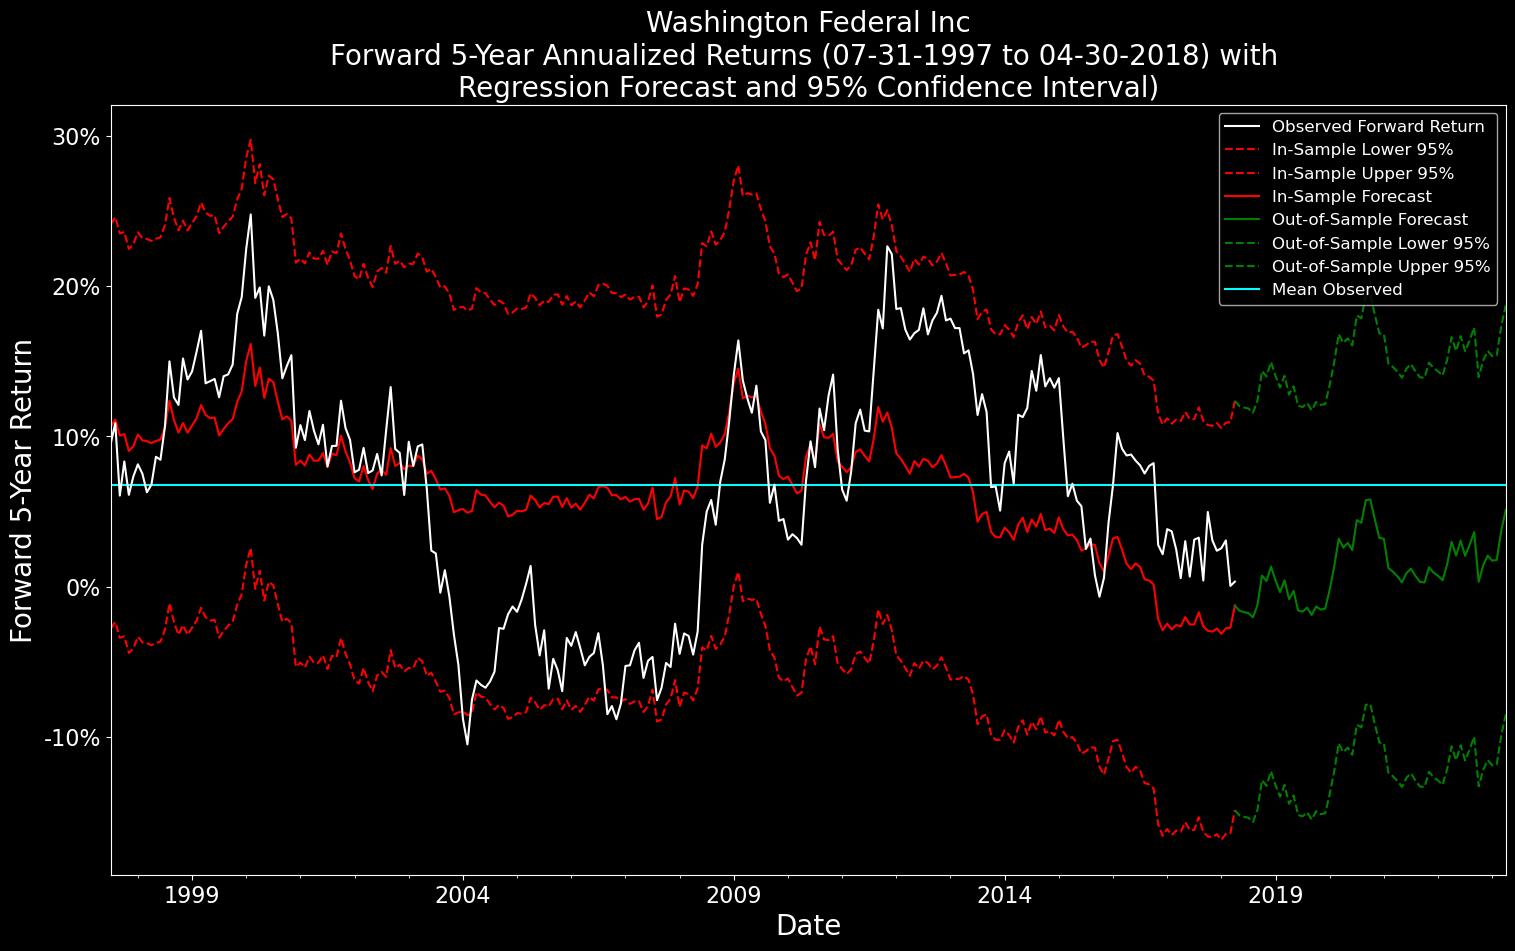 Washington Federal Inc
Forward 5-Year Annualized Returns (07-31-1997 to 04-30-2018) with
Regression Forecast and 95% Confidence Interval)
Observed Forward Return
In-Sample Lower 95%
In-Sample Upper 95%
In-Sample Forecast
Out-of-Sample Forecast
Out-of-Sample Lower 95%
Out-of-Sample Upper 95%
Mean Observed
Forward 5-Year Return
30%
20%
10%
0%
-10%
1999
2004
2009
2014
2019
Date